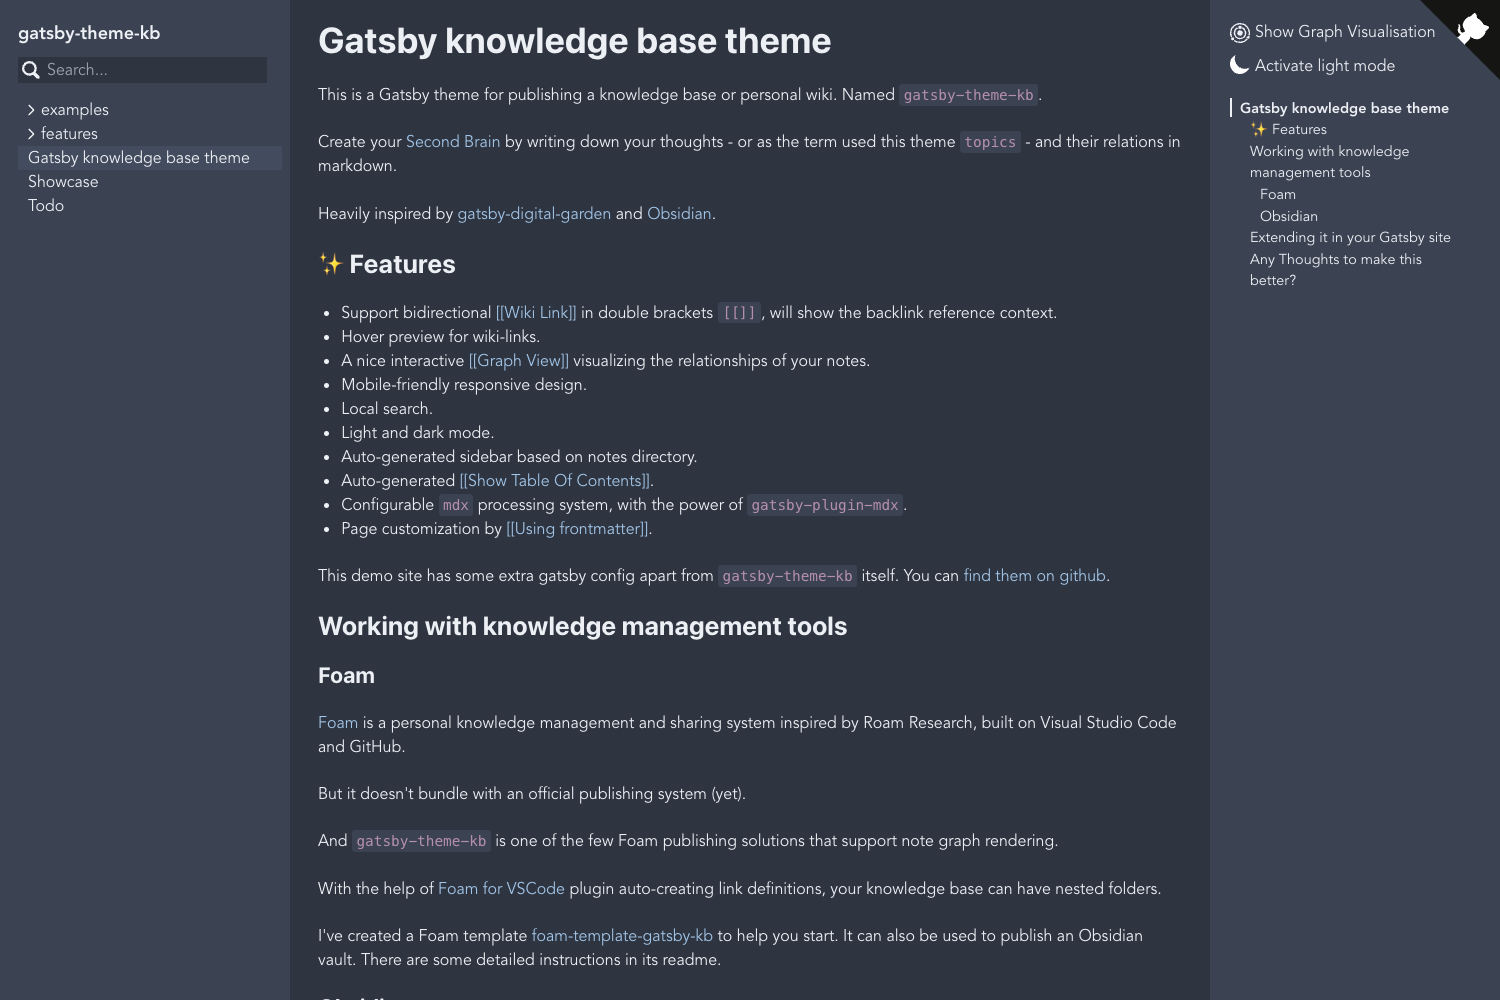 gatsby-theme-kb
Search...
examples
features
Gatsby knowledge base theme
Showcase
Todo
Gatsby knowledge base theme
This is a Gatsby theme for publishing a knowledge base or personal wiki. Named gatsby-theme-kb.
Create your Second Brain by writing down your thoughts - or as the term used this theme topics - and their relations in
markdown.
Heavily inspired by gatsby-digital-garden and Obsidian.
✨ Features
• Support bidirectional [[Wiki Link]] in double brackets [[]], will show the backlink reference context.
• Hover preview for wiki-links.
• A nice interactive [[Graph View]] visualizing the relationships of your notes.
• Mobile-friendly responsive design.
• Local search.
• Light and dark mode.
• Auto-generated sidebar based on notes directory.
• Auto-generated [[Show Table Of Contents]].
• Configurable mdx processing system, with the power of gatsby-plugin-mdx.
• Page customization by [[Using frontmatter]].
This demo site has some extra gatsby config apart from gatsby-theme-kb itself. You can find them on github.
Working with knowledge management tools
Foam
Foam is a personal knowledge management and sharing system inspired by Roam Research, built on Visual Studio Code
and GitHub.
But it doesn't bundle with an official publishing system (yet).
And gatsby-theme-kb is one of the few Foam publishing solutions that support note graph rendering.
With the help of Foam for VSCode plugin auto-creating link definitions, your knowledge base can have nested folders.
I've created a Foam template foam-template-gatsby-kb to help you start. It can also be used to publish an Obsidian
vault. There are some detailed instructions in its readme.
Show Graph Visualisation
Activate light mode
Gatsby knowledge base theme
✨ Features
Working with knowledge
management tools
Foam
Obsidian
Extending it in your Gatsby site
Any Thoughts to make this
better?